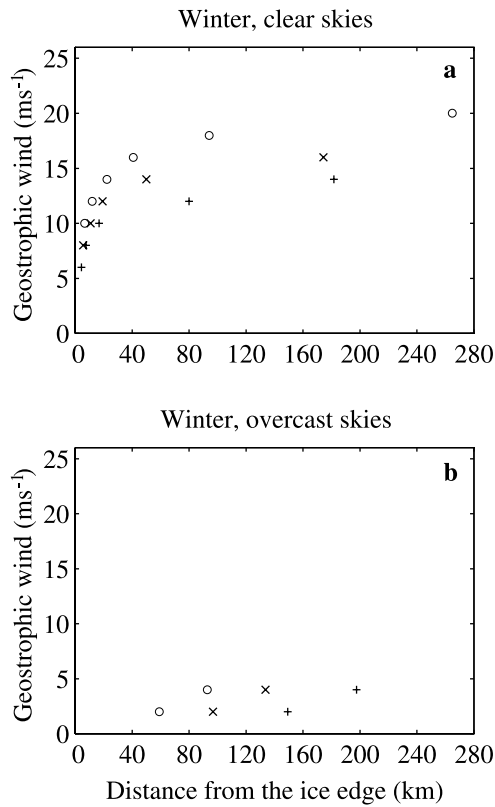 Winter, clear skies
a
Geostrophic wind (ms-1)
25
20
15
10
5
0
0 40 80 120 160 200 240 280
Winter, overcast skies
b
Geostrophic wind (ms-1)
25
20
15
10
5
0
0 40 80 120 160 200 240 280
Distance from the ice edge (km)